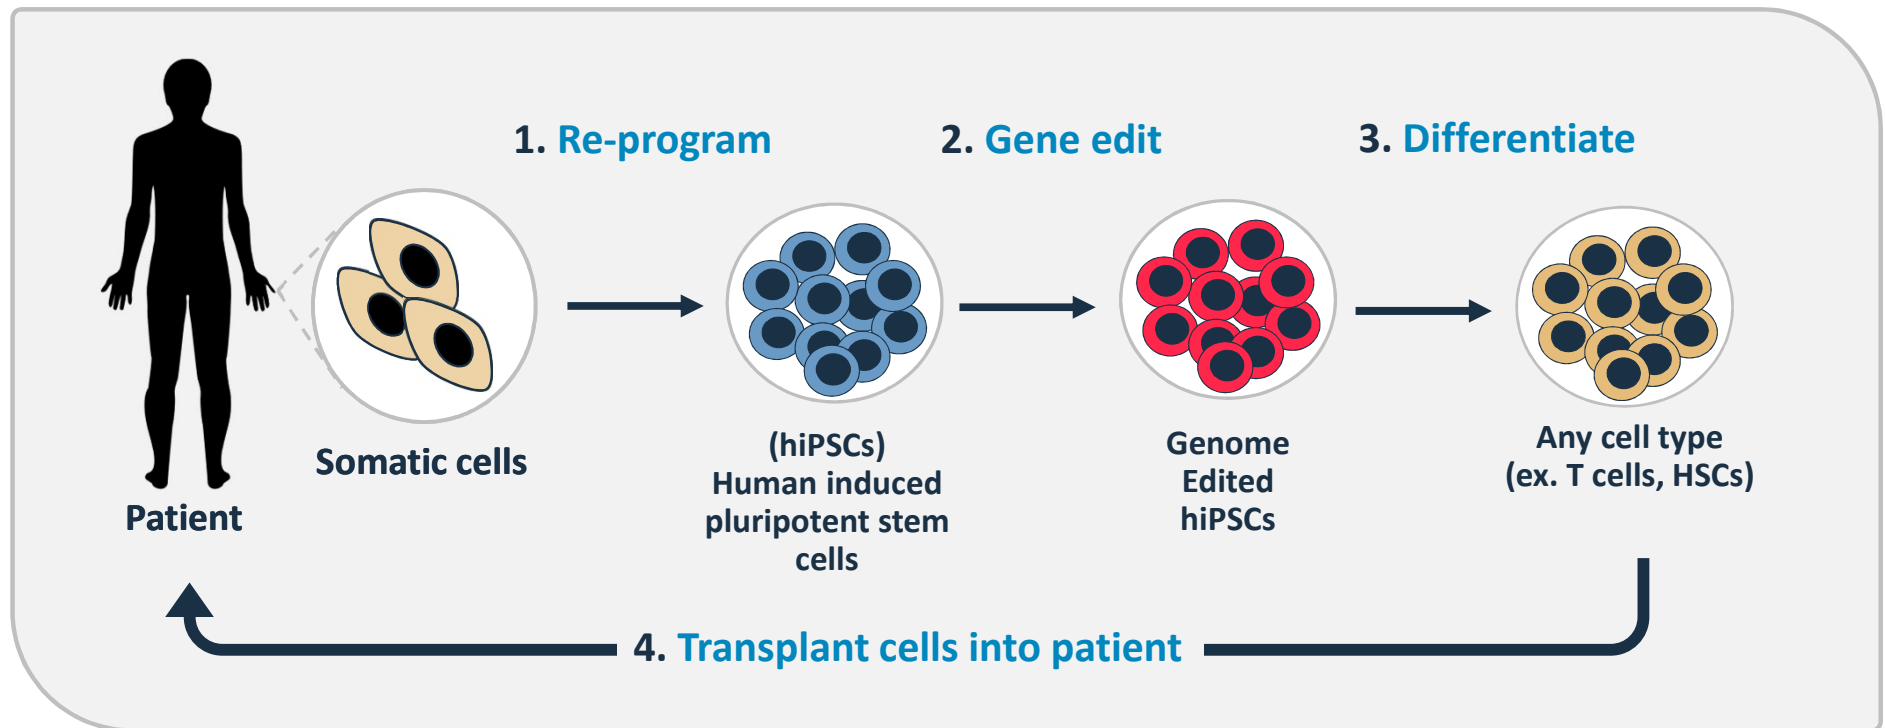 1. Re-program
2. Gene edit
3. Differentiate
Patient
Somatic cells
(hiPSCs)
Human induced
pluripotent stem
cells
Genome
Edited
hiPSCs
Any cell type
(ex. T cells, HSCs)
4. Transplant cells into patient